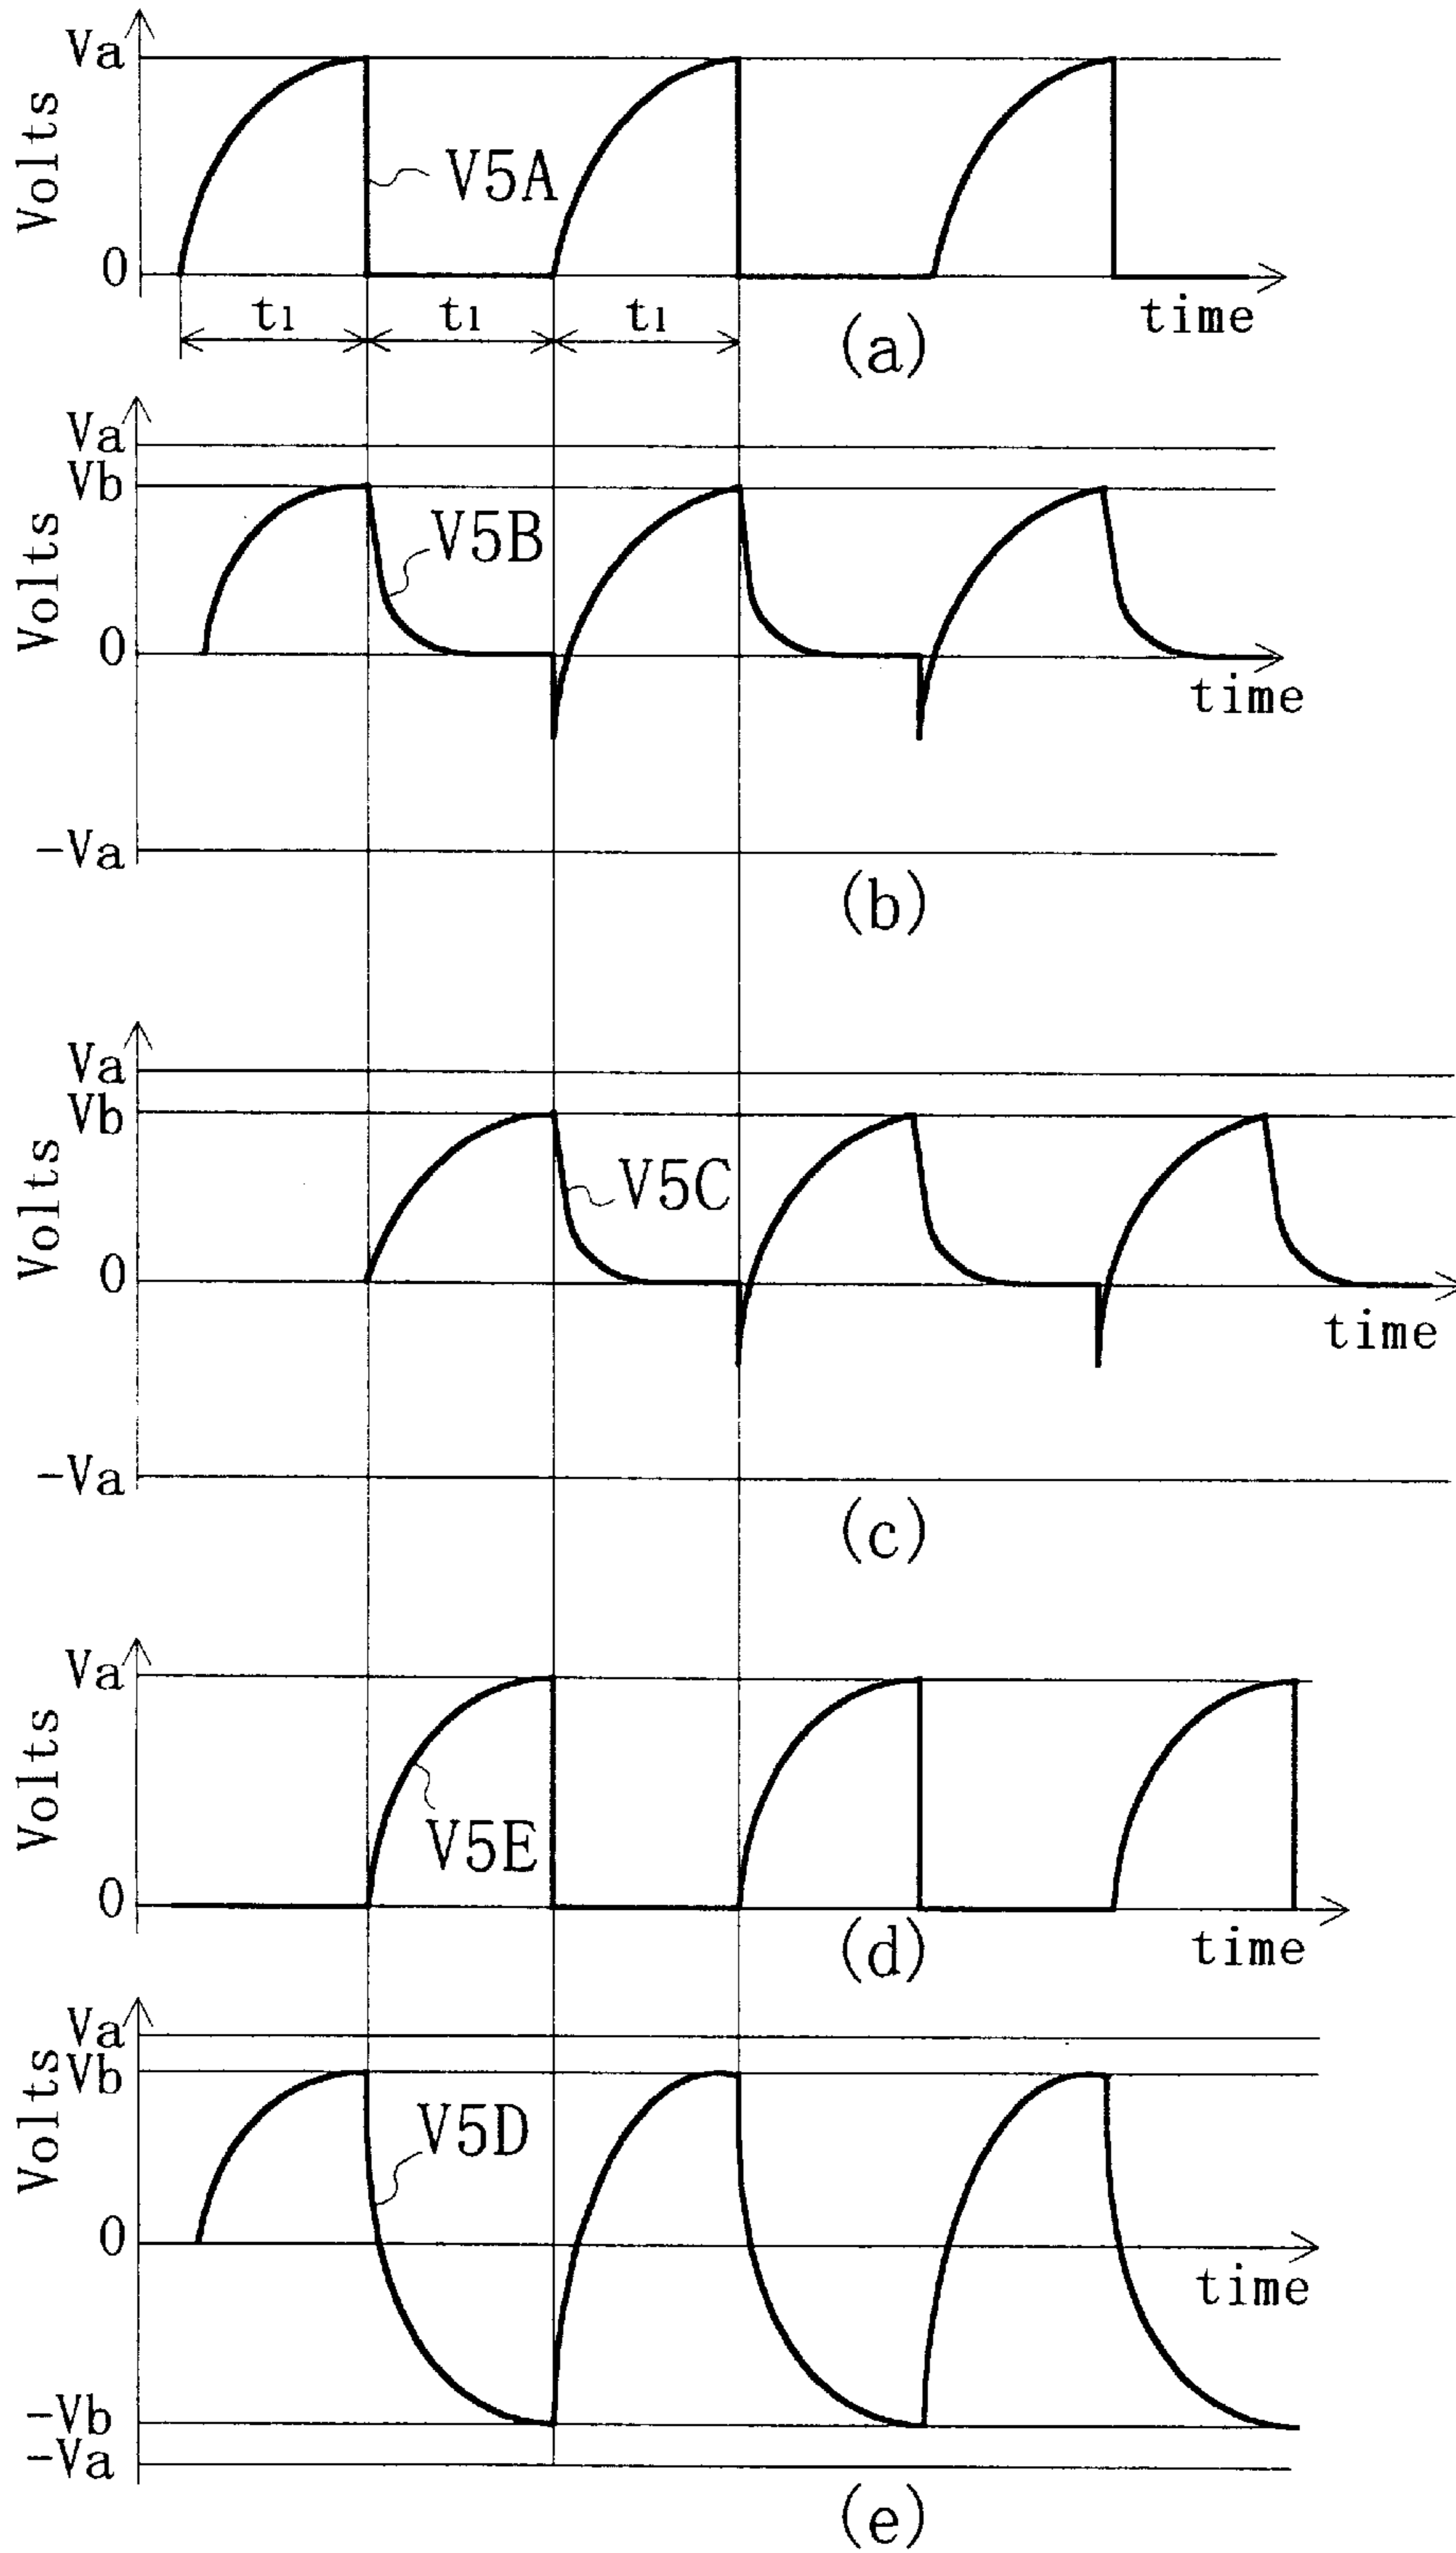 Va
Volts
V5A
0
t1 t1 t1
time
(a)
Va
Vb
Volts
V5B
0
time
-Va
(b)
Va
Vb
Volts
V5C
0
time
-Va
(c)
Va
Volts
V5E
0
time
(d)
Va
Vb
Volts
V5D
0
time
-Vb
-Va
(e)